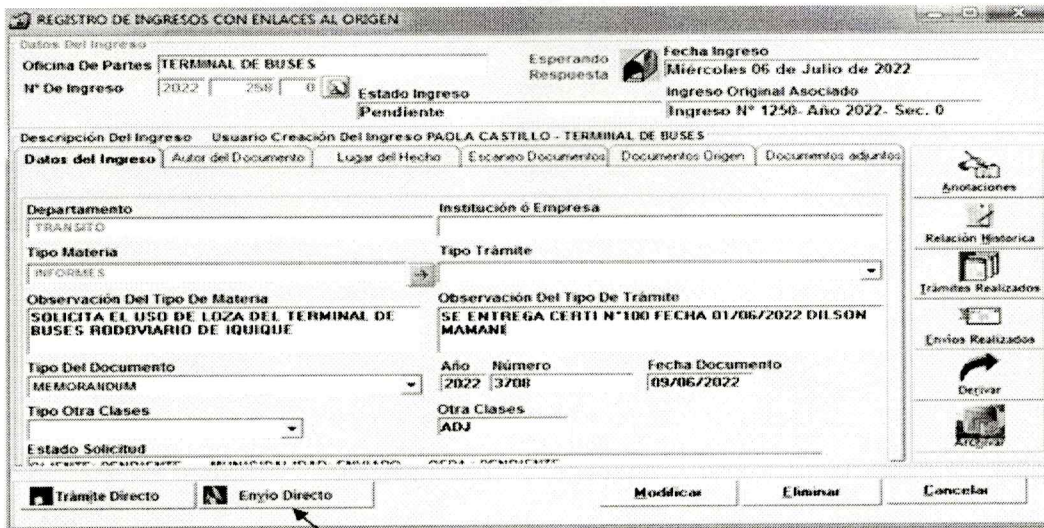 REGISTRO DE INGRESOS CON ENLACES AL ORIGEN
Datos Del Ingreso
Oficina De Partes TERMINAL DE BUSES
Esperando Respuesta
Fecha Ingreso
Miércoles 06 de Julio de 2022
N° De Ingreso 2022 258 0
Estado Ingreso
Pendiente
Ingreso Original Asociado
Ingreso N° 1250- Año 2022- Sec. 0
Descripción Del Ingreso Usuario Creación Del Ingreso PAOLA CASTILLO - TERMINAL DE BUSES
Datos del Ingreso Autor del Documento Lugar del Hecho Escaneo Documentos Documentos Origen Documentos adjuntos
Departamento
TRANSITO
Institución ó Empresa
Tipo Materia
INFORMES
Tipo Trámite
Observación Del Tipo De Materia
SOLICITA EL USO DE LOZA DEL TERMINAL DE
BUSES RODOVIARIO DE IQUIQUE
Observación Del Tipo De Trámite
SE ENTREGA CERTI N°100 FECHA 01/06/2022 DILSON
MAMANI
Tipo Del Documento
MEMORANDUM
Año Número Fecha Documento
2022 3708 09/06/2022
Tipo Otra Clases
Otra Clases
ADJ
Estado Solicitud
Anotaciones
Relación Historica
Trámites Realizados
Envios Realizados
Derivar
Archivar
Trámite Directo Envio Directo Modificar Eliminar Cancelar